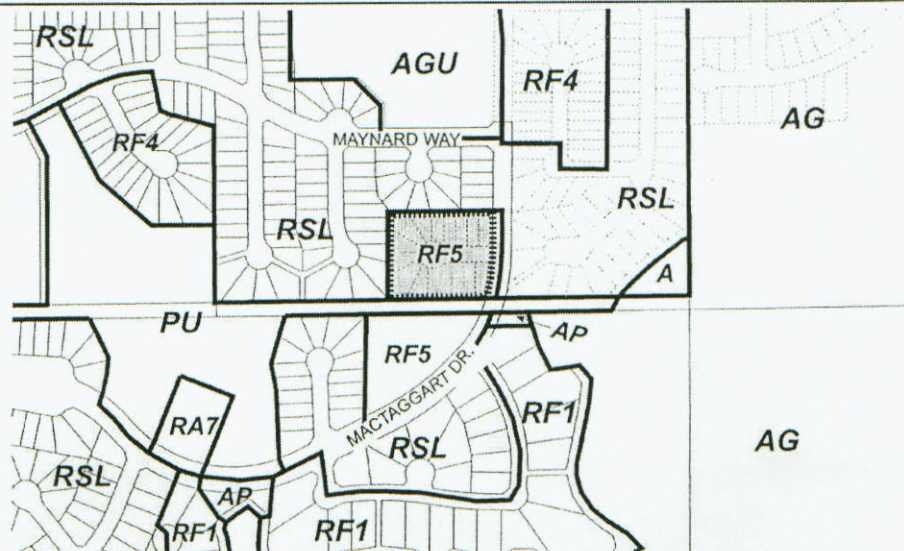 RSL
AGU
RF4
AG
RF4
MAYNARD WAY
RSL
RSL
RF5
A
PU
AP
RF5
MACTAGGART DR.
RA7
RF1
RSL
AG
RSL
AP
RF1
RF1